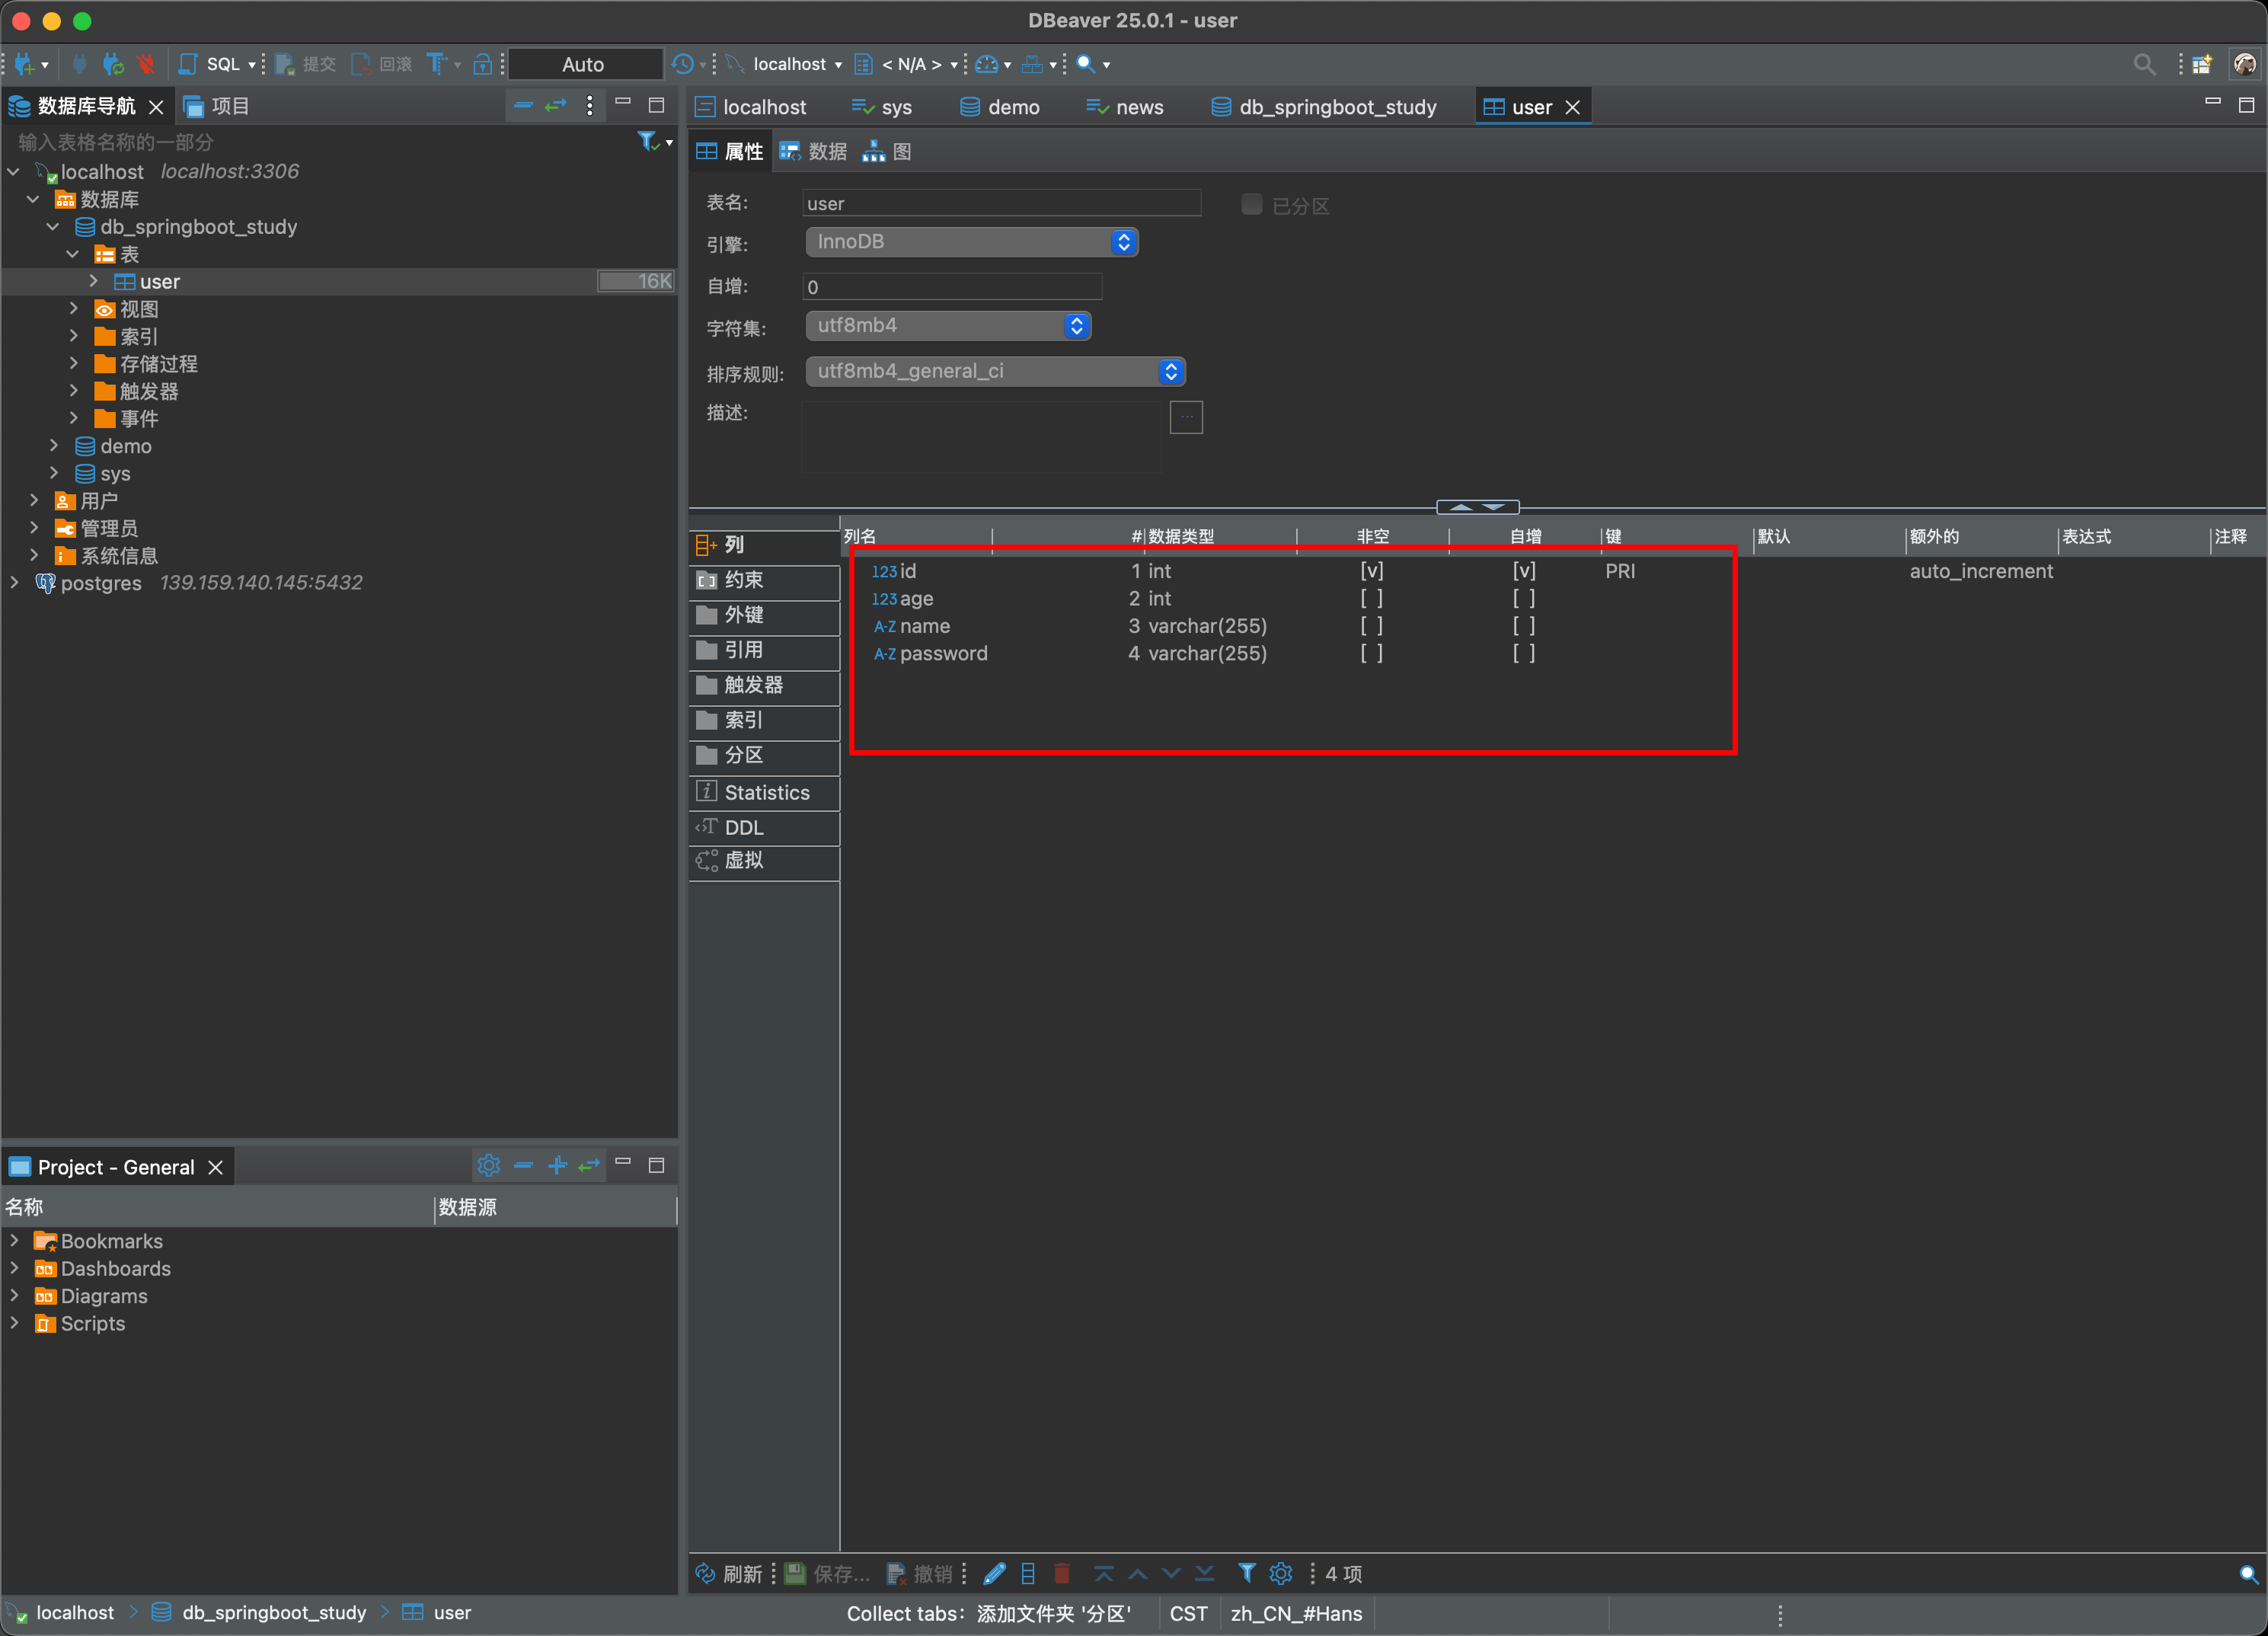 DBeaver 25.0.1 - user
SQL 提交 回滚 Auto localhost < N/A >
数据库导航 项目
输入表格名称的一部分
localhost localhost:3306
数据库
db_springboot_study
表
user 16K
视图
索引
存储过程
触发器
事件
demo
sys
用户
管理员
系统信息
postgres 139.159.140.145:5432
Project - General
名称 数据源
Bookmarks
Dashboards
Diagrams
Scripts
localhost sys demo news db_springboot_study user
属性 数据 图
表名: user 已分区
引擎: InnoDB
自增: 0
字符集: utf8mb4
排序规则: utf8mb4_general_ci
描述: ...
列
约束
外键
引用
触发器
索引
分区
Statistics
DDL
虚拟
列名 # 数据类型 非空 自增 键 默认 额外的 表达式 注释
123 id 1 int [v] [v] PRI auto_increment
123 age 2 int [ ] [ ]
A-Z name 3 varchar(255) [ ] [ ]
A-Z password 4 varchar(255) [ ] [ ]
刷新 保存... 撤销 4 项
localhost db_springboot_study user Collect tabs: 添加文件夹 '分区' CST zh_CN_#Hans